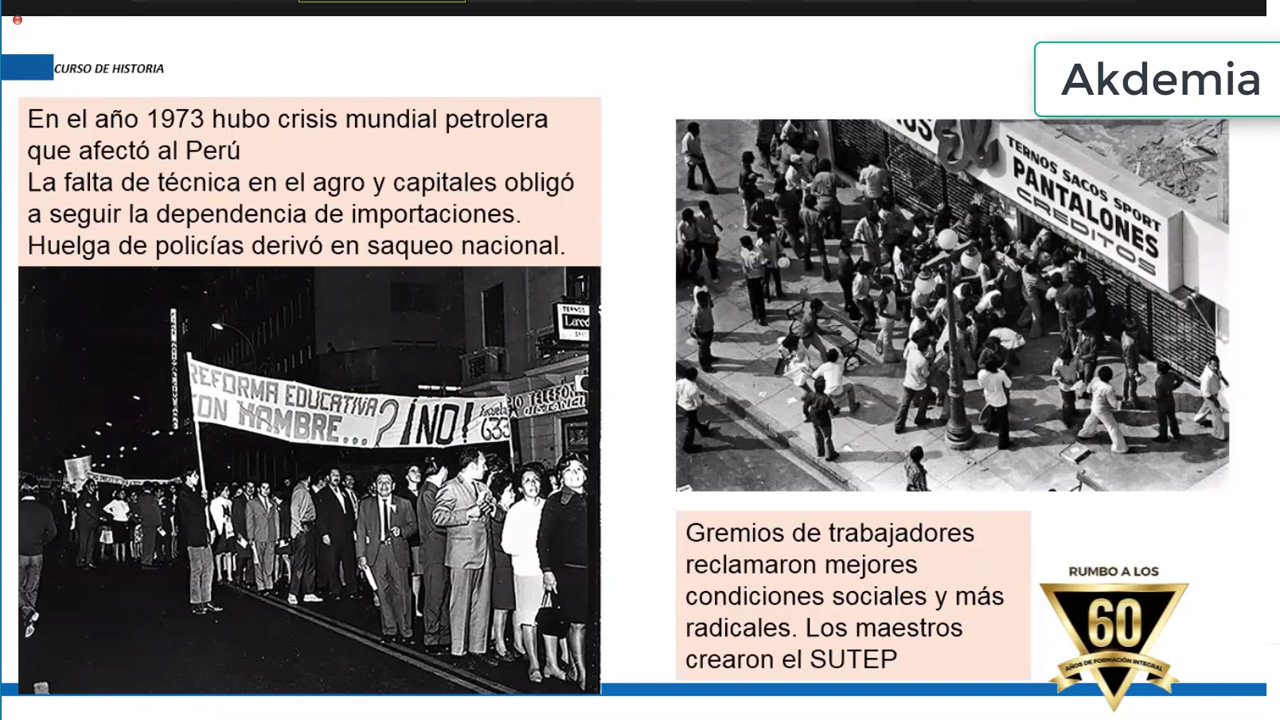 CURSO DE HISTORIA
Akdemia
En el año 1973 hubo crisis mundial petrolera
que afectó al Perú
La falta de técnica en el agro y capitales obligó
a seguir la dependencia de importaciones.
Huelga de policías derivó en saqueo nacional.
TERNOS SACOS SPORT
PANTALONES
CREDITOS
REFORMA EDUCATIVA
CON HAMBRE...? ¡NO!
633
Gremios de trabajadores
reclamaron mejores
condiciones sociales y más
radicales. Los maestros
crearon el SUTEP
RUMBO A LOS
60
AÑOS DE FORMACIÓN INTEGRAL